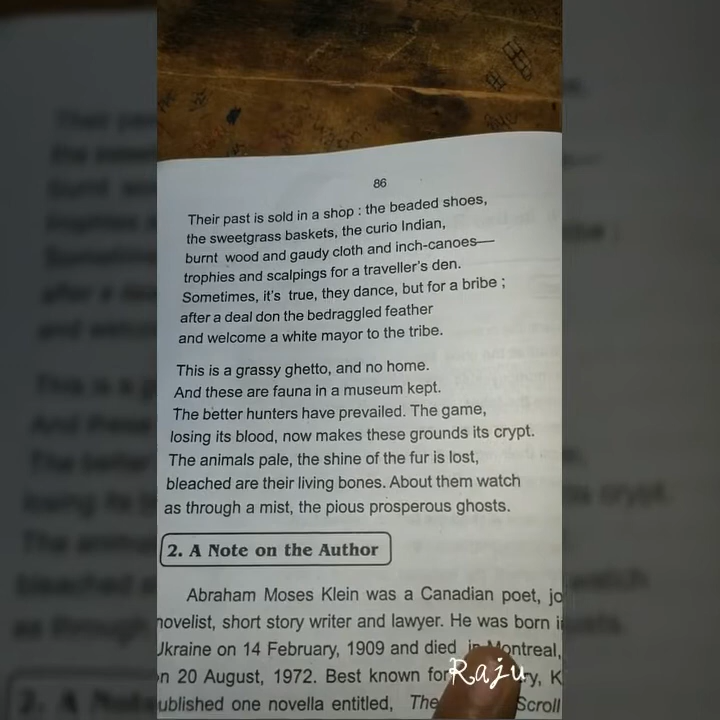 86
Their past is sold in a shop : the beaded shoes,
the sweetgrass baskets, the curio Indian,
burnt wood and gaudy cloth and inch-canoes—
trophies and scalpings for a traveller's den.
Sometimes, it's true, they dance, but for a bribe ;
after a deal don the bedraggled feather
and welcome a white mayor to the tribe.
This is a grassy ghetto, and no home.
And these are fauna in a museum kept.
The better hunters have prevailed. The game,
losing its blood, now makes these grounds its crypt.
The animals pale, the shine of the fur is lost,
bleached are their living bones. About them watch
as through a mist, the pious prosperous ghosts.
2. A Note on the Author
Abraham Moses Klein was a Canadian poet,
novelist, short story writer and lawyer. He was born
Ukraine on 14 February, 1909 and died in Montreal,
on 20 August, 1972. Best known for
published one novella entitled, The Scroll
Raju